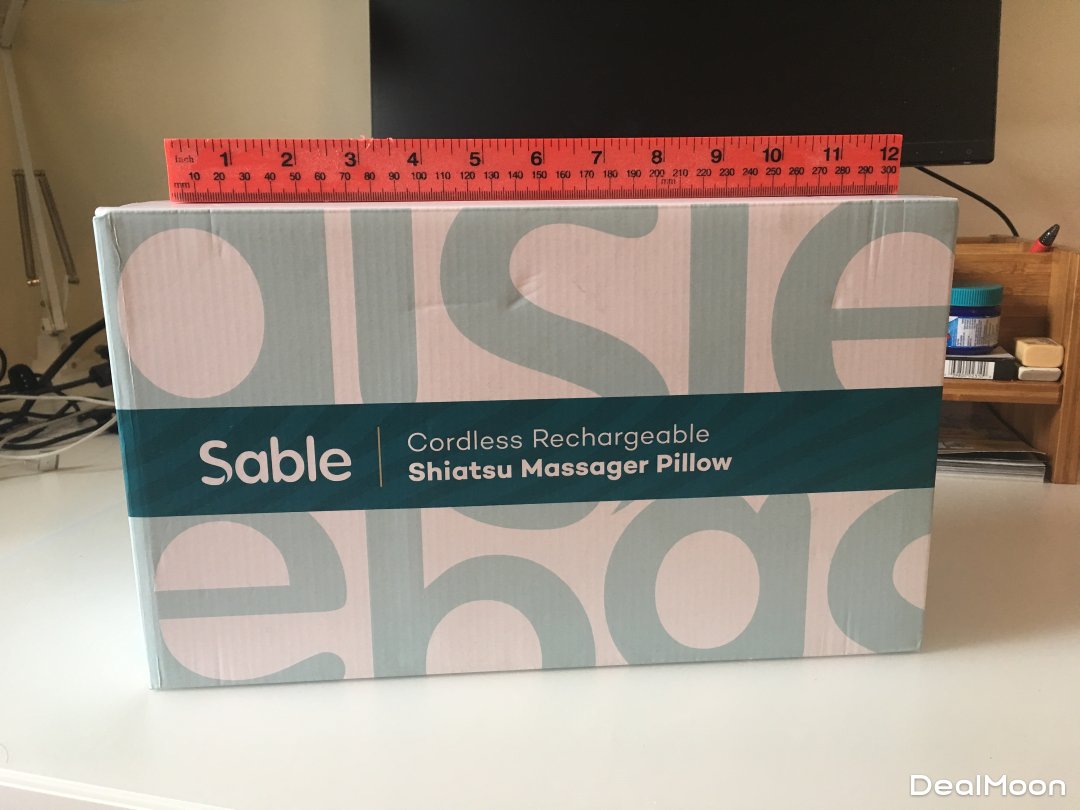 Inch 1 2 3 4 5 6 7 8 9 10 11 12
mm 10 20 30 40 50 60 70 80 90 100 110 120 130 140 150 160 170 180 190 200 210 220 230 240 250 260 270 280 290 300
mm
Sable
Cordless Rechargeable
Shiatsu Massager Pillow
DealMoon